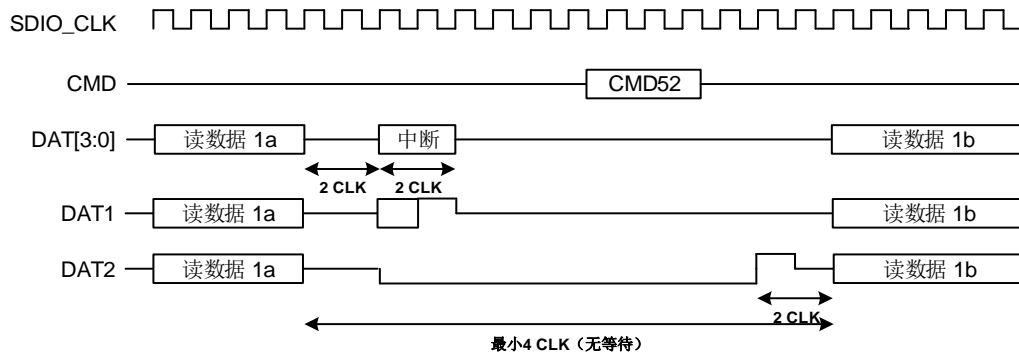 SDIO_CLK
CMD CMD52
DAT[3:0] 读数据 1a 中断 读数据 1b
2 CLK 2 CLK
DAT1 读数据 1a 读数据 1b
DAT2 读数据 1a 读数据 1b
2 CLK
最小4 CLK（无等待）